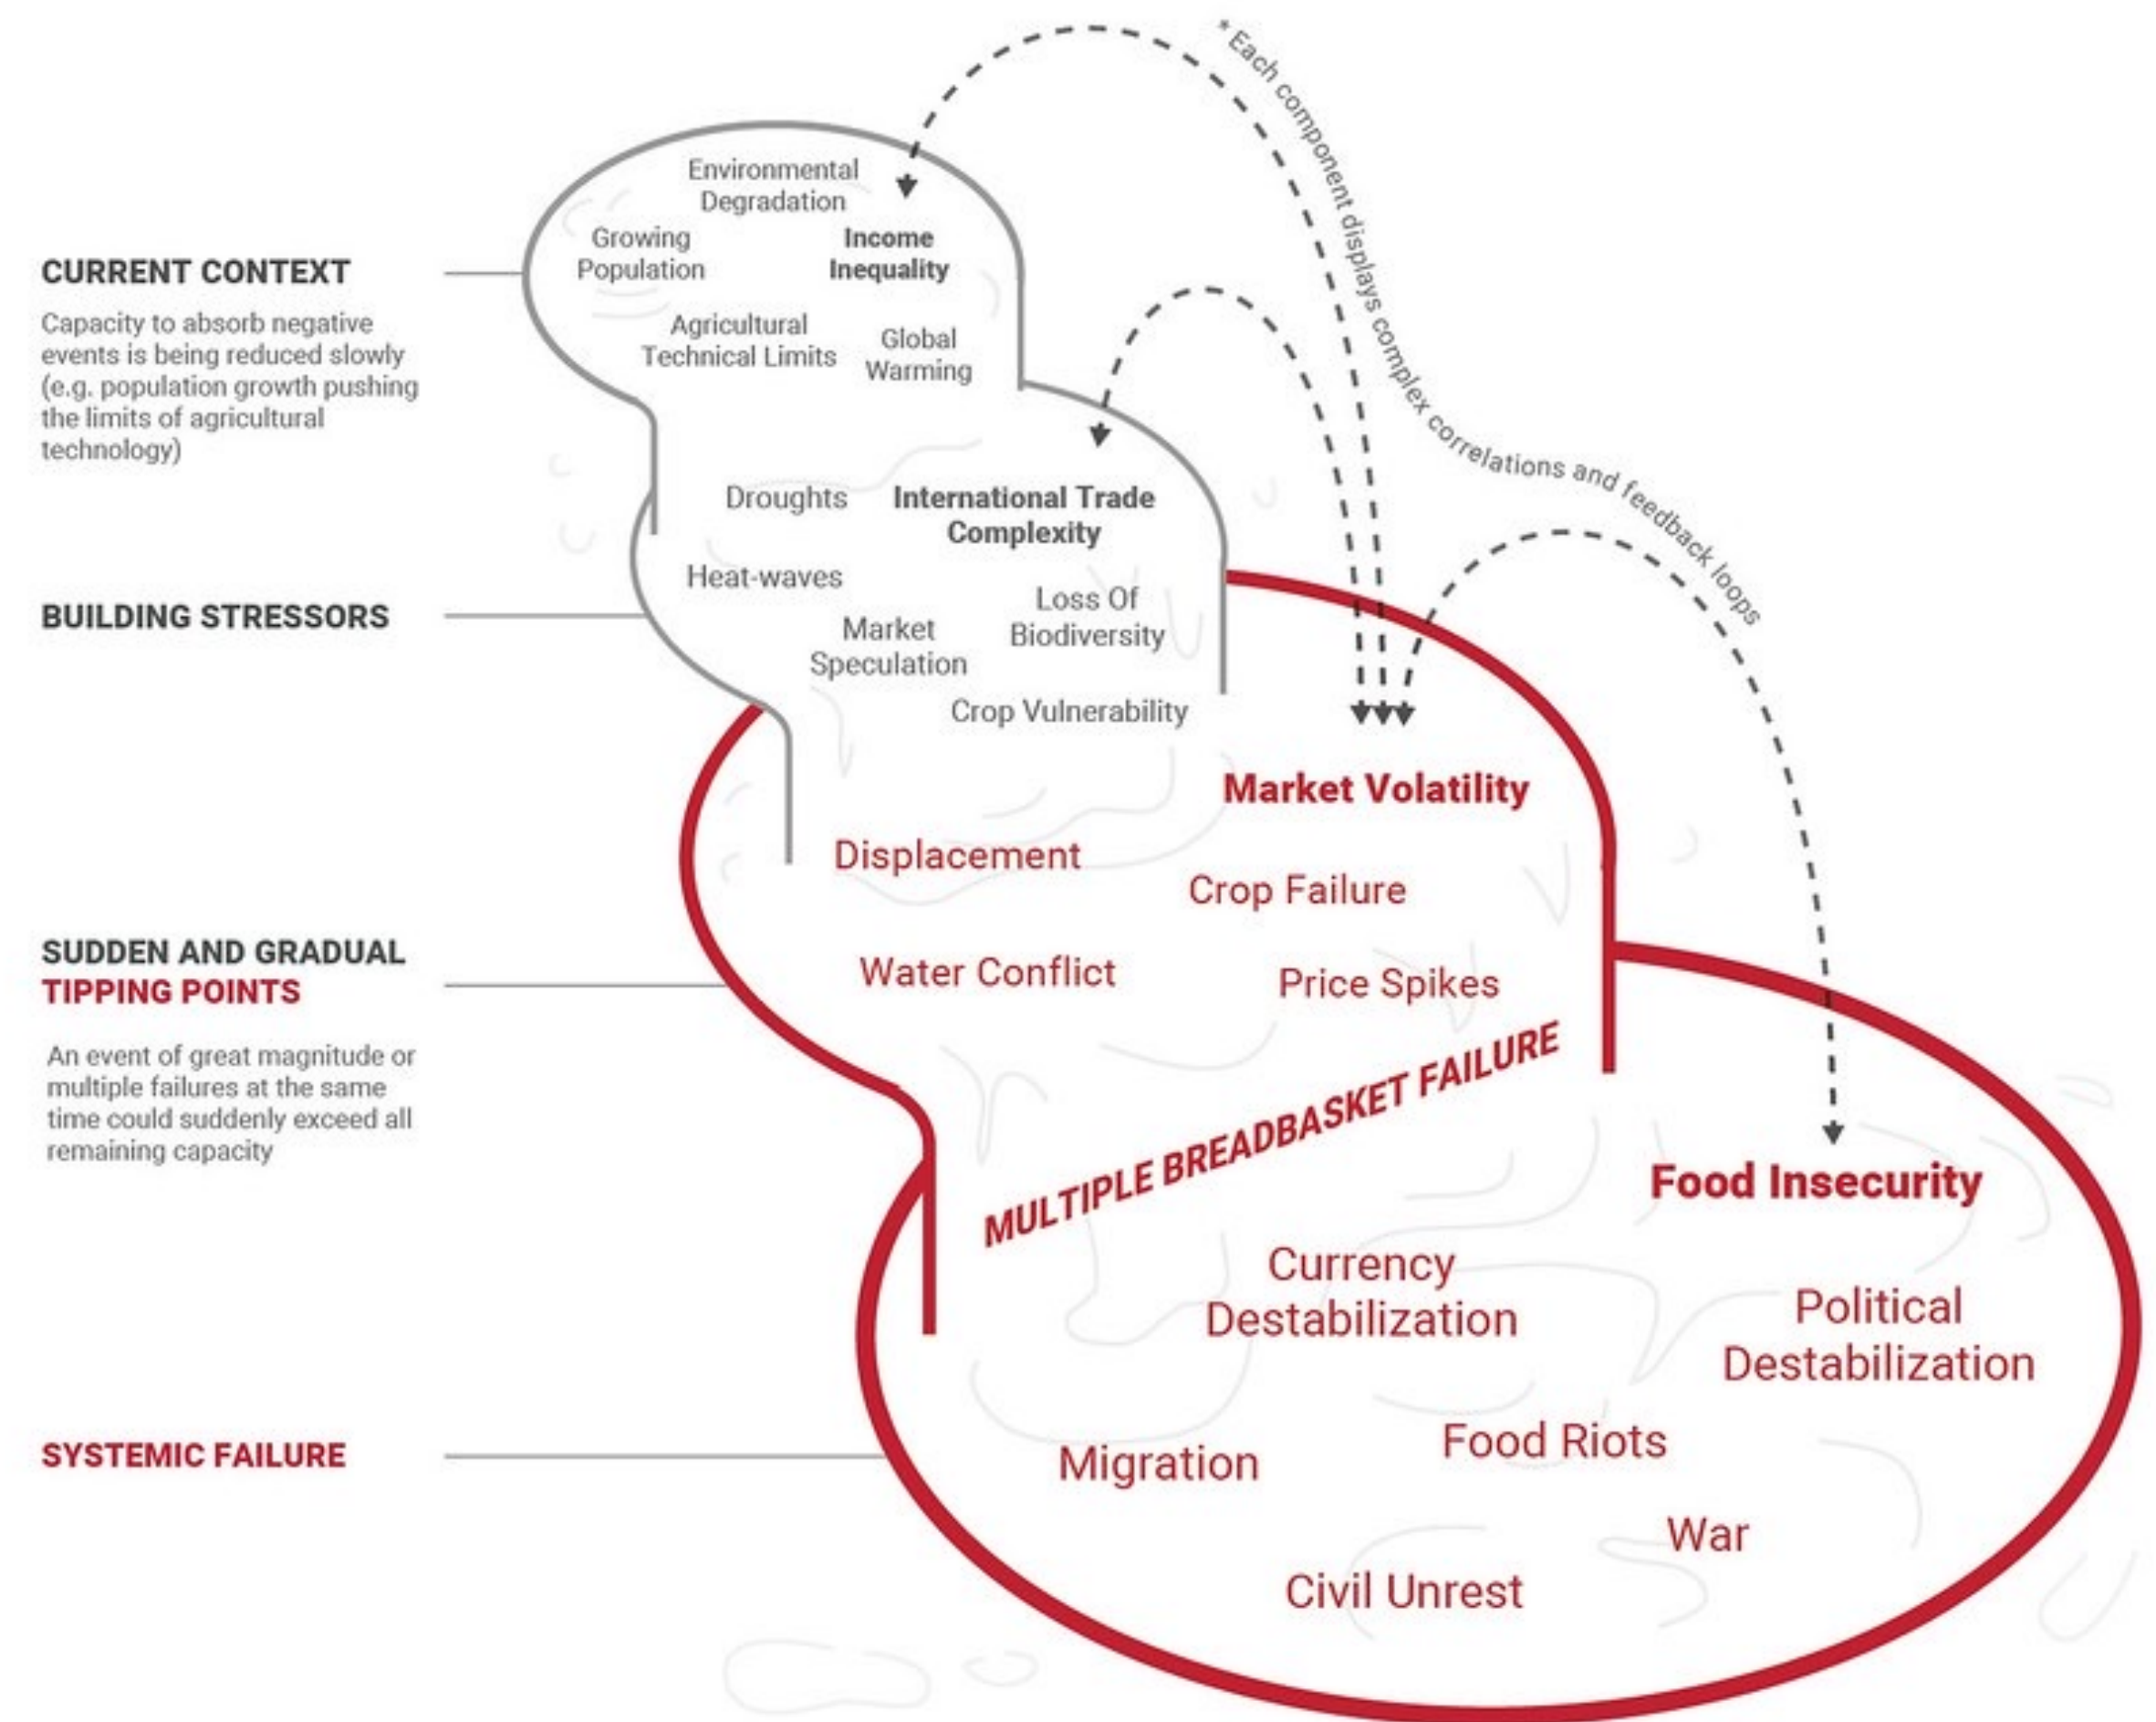 * Each component displays complex correlations and feedback loops
CURRENT CONTEXT
Capacity to absorb negative
events is being reduced slowly
(e.g. population growth pushing
the limits of agricultural
technology)
Environmental
Degradation
Growing
Population
Income
Inequality
Agricultural
Technical Limits
Global
Warming
BUILDING STRESSORS
Droughts
International Trade
Complexity
Heat-waves
Loss Of
Biodiversity
Market
Speculation
Crop Vulnerability
SUDDEN AND GRADUAL
TIPPING POINTS
An event of great magnitude or
multiple failures at the same
time could suddenly exceed all
remaining capacity
Market Volatility
Displacement
Crop Failure
Water Conflict
Price Spikes
MULTIPLE BREADBASKET FAILURE
SYSTEMIC FAILURE
Food Insecurity
Currency
Destabilization
Political
Destabilization
Food Riots
Migration
War
Civil Unrest